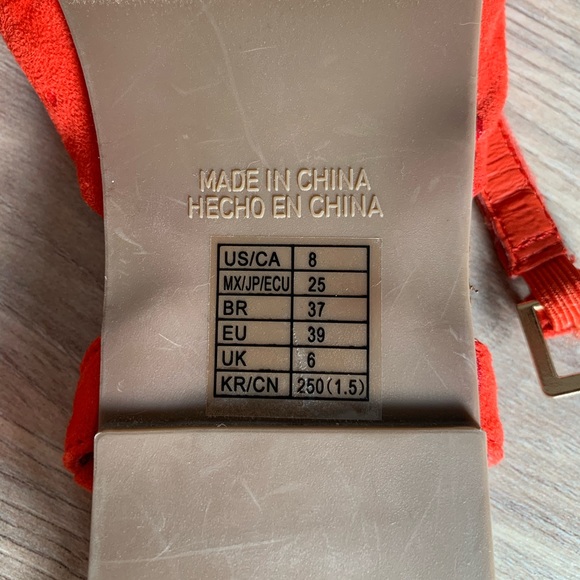 MADE IN CHINA
HECHO EN CHINA
US/CA 8
MX/JP/ECU 25
BR 37
EU 39
UK 6
KR/CN 250(1.5)